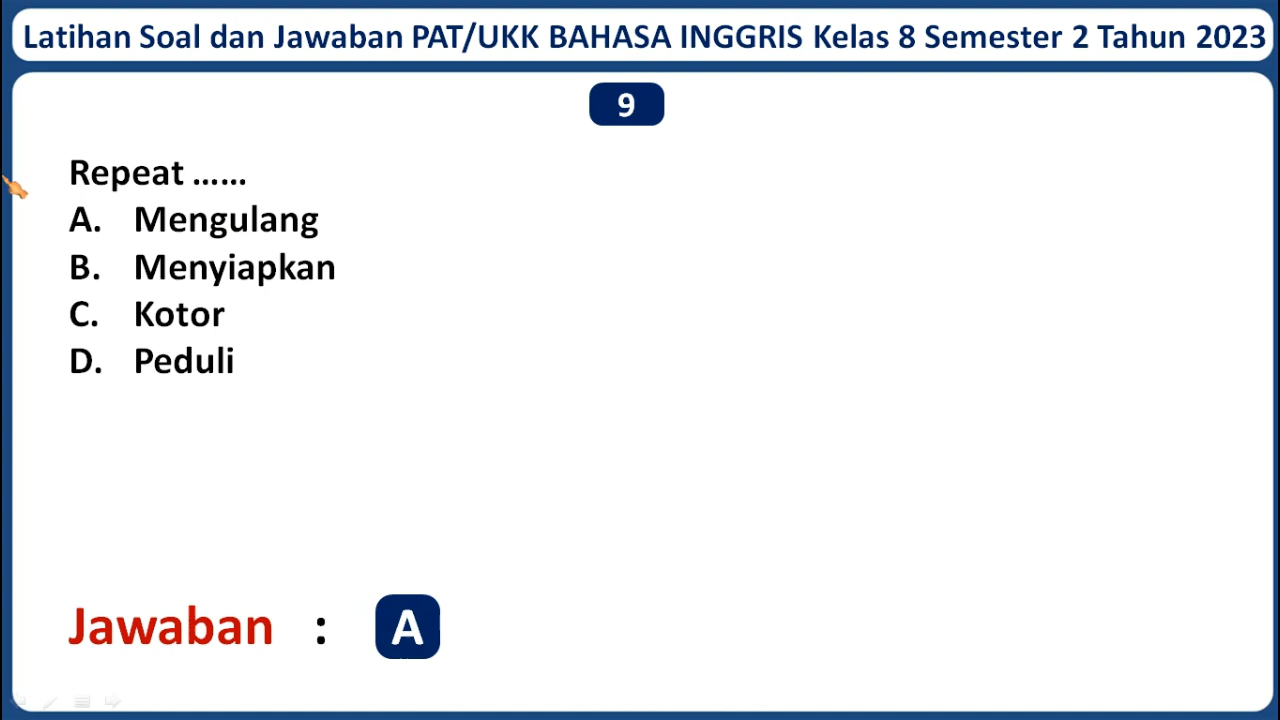 Latihan Soal dan Jawaban PAT/UKK BAHASA INGGRIS Kelas 8 Semester 2 Tahun 2023
9
Repeat ......
A. Mengulang
B. Menyiapkan
C. Kotor
D. Peduli
Jawaban : A